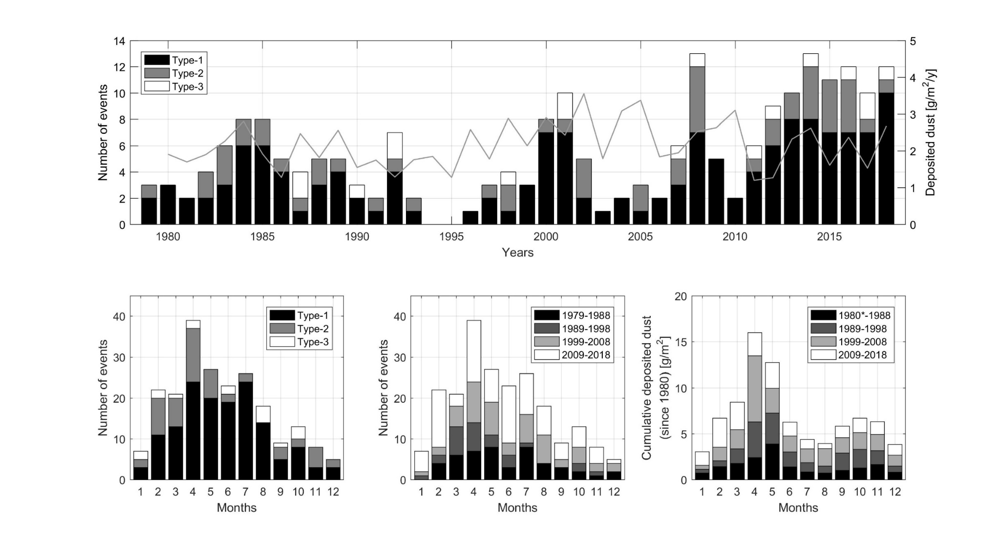 14
12
10
8
6
4
2
0
Number of events
Type-1
Type-2
Type-3
5
4
3
2
1
0
Deposited dust [g/m²/y]
1980 1985 1990 1995 2000 2005 2010 2015
Years
40
30
20
10
0
Number of events
Type-1
Type-2
Type-3
1 2 3 4 5 6 7 8 9 10 11 12
Months
40
30
20
10
0
Number of events
1979-1988
1989-1998
1999-2008
2009-2018
1 2 3 4 5 6 7 8 9 10 11 12
Months
20
15
10
5
0
Cumulative deposited dust
(since 1980) [g/m²]
1980*-1988
1989-1998
1999-2008
2009-2018
1 2 3 4 5 6 7 8 9 10 11 12
Months